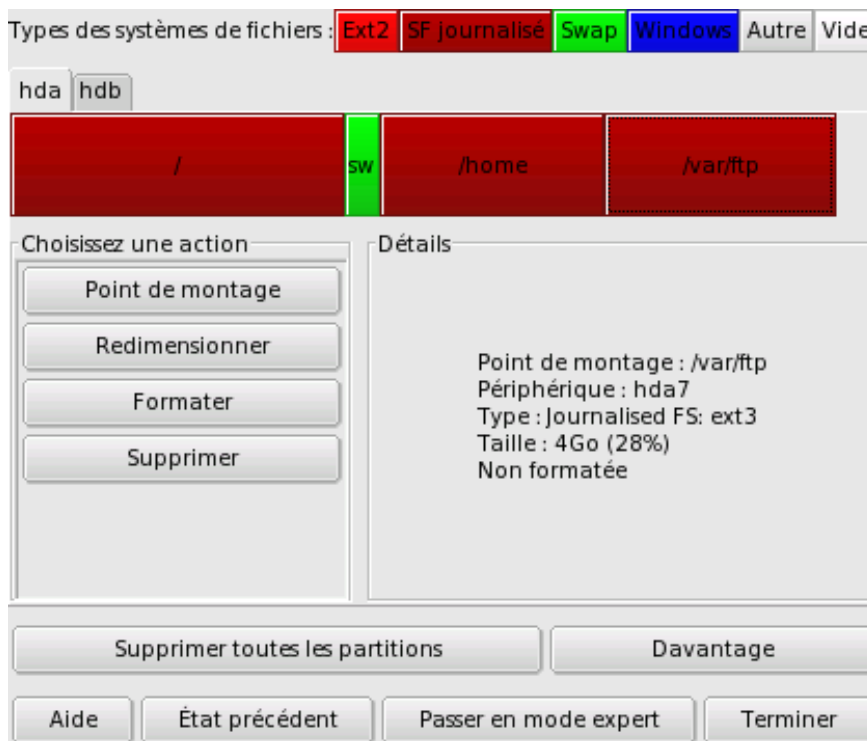 Types des systèmes de fichiers : Ext2 SF journalisé Swap Windows Autre Vide
hda hdb
/ sw /home /var/ftp
Choisissez une action
Point de montage
Redimensionner
Formater
Supprimer
Détails
Point de montage : /var/ftp
Périphérique : hda7
Type : Journalised FS: ext3
Taille : 4Go (28%)
Non formatée
Supprimer toutes les partitions Davantage
Aide État précédent Passer en mode expert Terminer